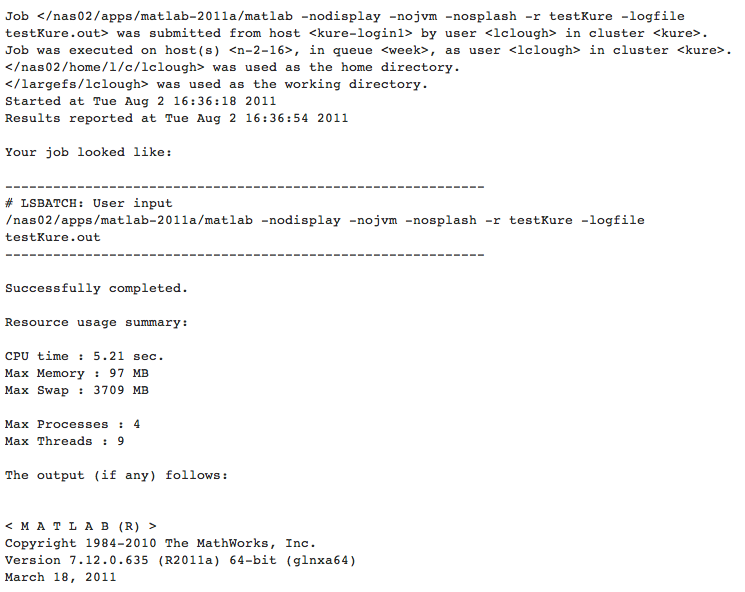 Job </nas02/apps/matlab-2011a/matlab -nodisplay -nojvm -nosplash -r testKure -logfile
testKure.out> was submitted from host <kure-login1> by user <lclough> in cluster <kure>.
Job was executed on host(s) <n-2-16>, in queue <week>, as user <lclough> in cluster <kure>.
</nas02/home/l/c/lclough> was used as the home directory.
</largefs/lclough> was used as the working directory.
Started at Tue Aug 2 16:36:18 2011
Results reported at Tue Aug 2 16:36:54 2011

Your job looked like:

------------------------------------------------------------
# LSBATCH: User input
/nas02/apps/matlab-2011a/matlab -nodisplay -nojvm -nosplash -r testKure -logfile
testKure.out
------------------------------------------------------------

Successfully completed.

Resource usage summary:

CPU time : 5.21 sec.
Max Memory : 97 MB
Max Swap : 3709 MB

Max Processes : 4
Max Threads : 9

The output (if any) follows:

< M A T L A B (R) >
Copyright 1984-2010 The MathWorks, Inc.
Version 7.12.0.635 (R2011a) 64-bit (glnxa64)
March 18, 2011